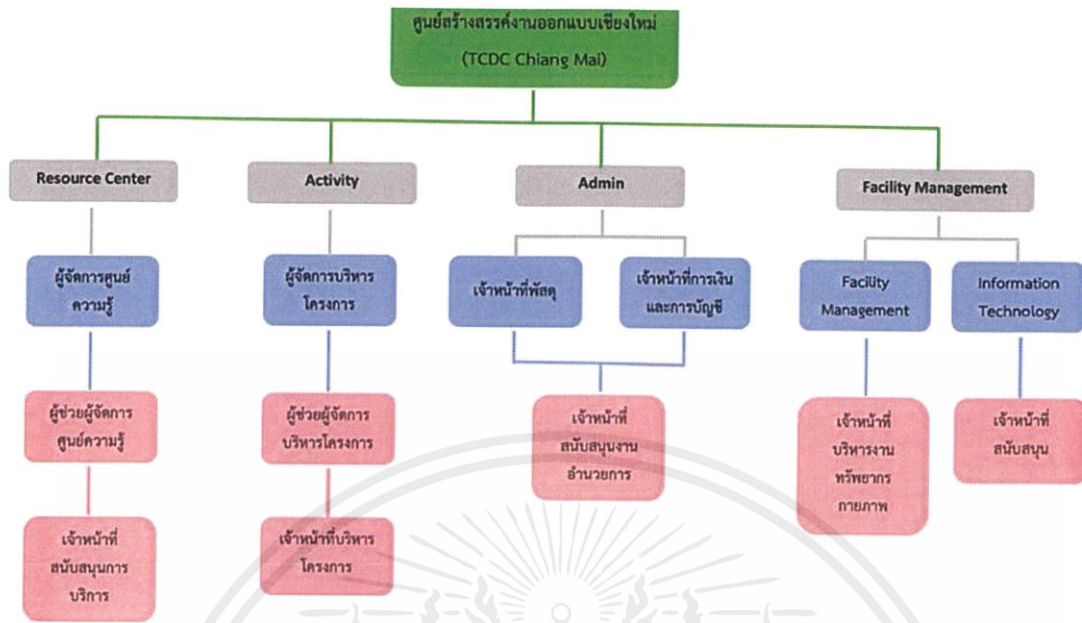 ศูนย์สร้างสรรค์งานออกแบบเชียงใหม่
(TCDC Chiang Mai)
Resource Center
Activity
Admin
Facility Management
ผู้จัดการศูนย์
ความรู้
ผู้จัดการบริหาร
โครงการ
เจ้าหน้าที่พัสดุ
เจ้าหน้าที่การเงิน
และการบัญชี
Facility
Management
Information
Technology
ผู้ช่วยผู้จัดการ
ศูนย์ความรู้
ผู้ช่วยผู้จัดการ
บริหารโครงการ
เจ้าหน้าที่
สนับสนุนงาน
อำนวยการ
เจ้าหน้าที่
บริหารงาน
ทรัพยากร
กายภาพ
เจ้าหน้าที่
สนับสนุน
เจ้าหน้าที่
สนับสนุนการ
บริการ
เจ้าหน้าที่บริหาร
โครงการ